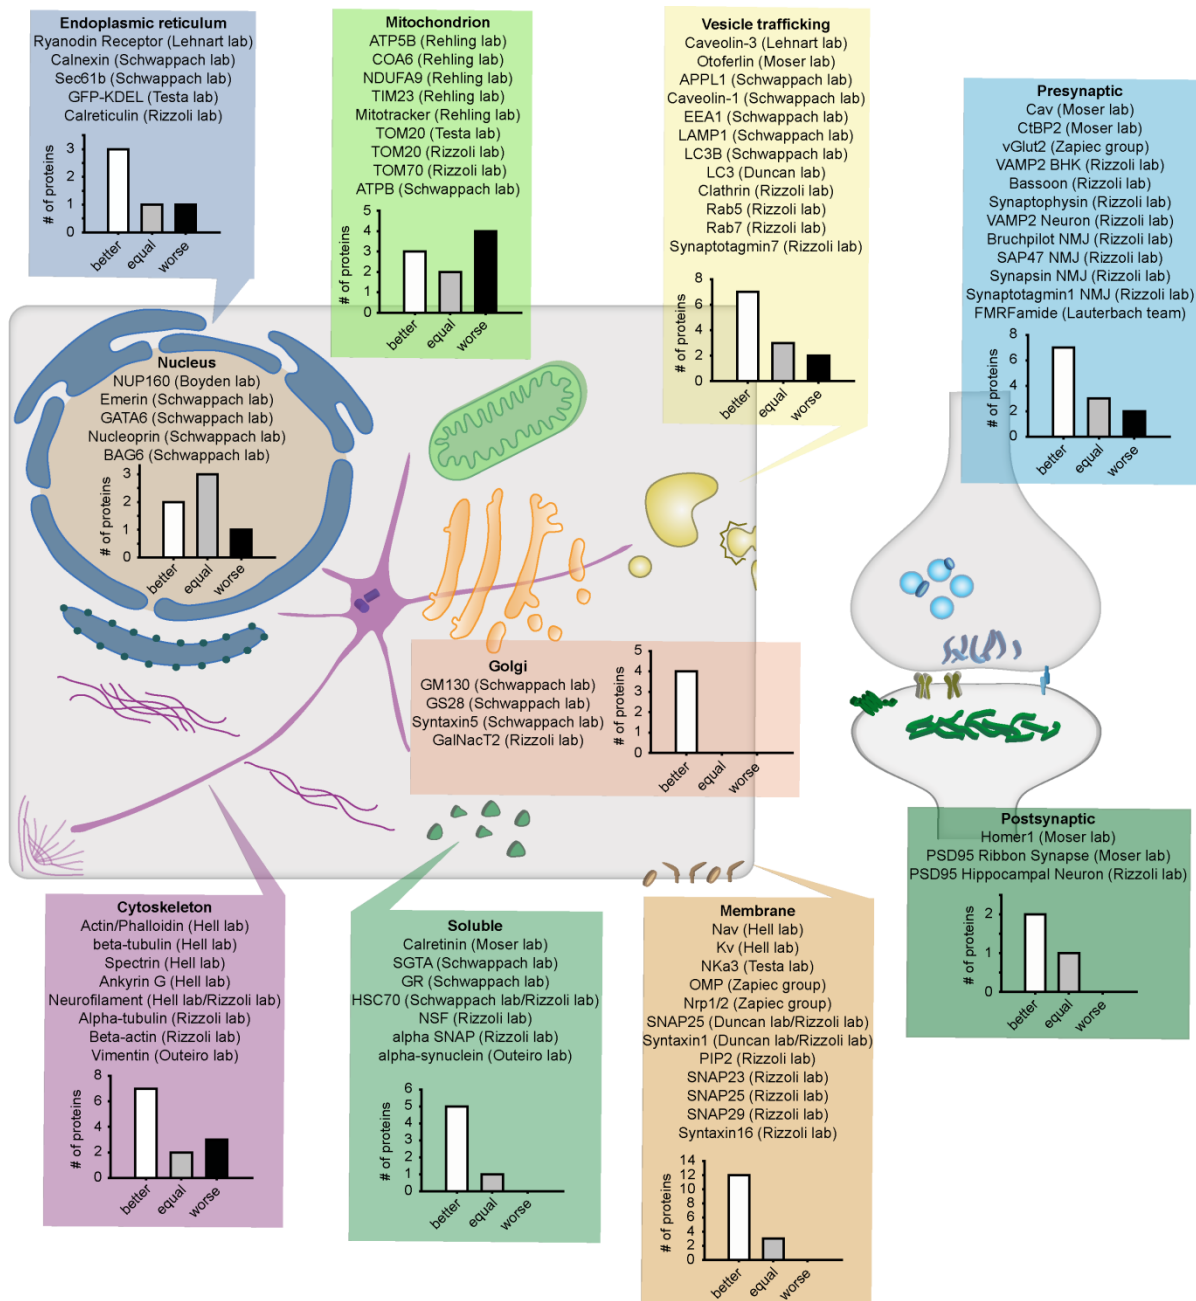 Endoplasmic reticulum
Ryanodin Receptor (Lehnart lab)
Calnexin (Schwappach lab)
Sec61b (Schwappach lab)
GFP-KDEL (Testa lab)
Calreticulin (Rizzoli lab)
# of proteins
3
2
1
0
better
equal
worse
Mitochondrion
ATP5B (Rehling lab)
COA6 (Rehling lab)
NDUFA9 (Rehling lab)
TIM23 (Rehling lab)
Mitotracker (Rehling lab)
TOM20 (Testa lab)
TOM20 (Rizzoli lab)
TOM70 (Rizzoli lab)
ATPB (Schwappach lab)
# of proteins
5
4
3
2
1
0
better
equal
worse
Vesicle trafficking
Caveolin-3 (Lehnart lab)
Otoferlin (Moser lab)
APPL1 (Schwappach lab)
Caveolin-1 (Schwappach lab)
EEA1 (Schwappach lab)
LAMP1 (Schwappach lab)
LC3B (Schwappach lab)
LC3 (Duncan lab)
Clathrin (Rizzoli lab)
Rab5 (Rizzoli lab)
Rab7 (Rizzoli lab)
Synaptotagmin7 (Rizzoli lab)
# of proteins
8
6
4
2
0
better
equal
worse
Presynaptic
Cav (Moser lab)
CtBP2 (Moser lab)
vGlut2 (Zapiec group)
VAMP2 BHK (Rizzoli lab)
Bassoon (Rizzoli lab)
Synaptophysin (Rizzoli lab)
VAMP2 Neuron (Rizzoli lab)
Bruchpilot NMJ (Rizzoli lab)
SAP47 NMJ (Rizzoli lab)
Synapsin NMJ (Rizzoli lab)
Synaptotagmin1 NMJ (Rizzoli lab)
FMRFamide (Lauterbach team)
# of proteins
8
6
4
2
0
better
equal
worse
Nucleus
NUP160 (Boyden lab)
Emerin (Schwappach lab)
GATA6 (Schwappach lab)
Nucleoprin (Schwappach lab)
BAG6 (Schwappach lab)
# of proteins
3
2
1
0
better
equal
worse
Golgi
GM130 (Schwappach lab)
GS28 (Schwappach lab)
Syntaxin5 (Schwappach lab)
GalNacT2 (Rizzoli lab)
# of proteins
5
4
3
2
1
0
better
equal
worse
Postsynaptic
Homer1 (Moser lab)
PSD95 Ribbon Synapse (Moser lab)
PSD95 Hippocampal Neuron (Rizzoli lab)
# of proteins
2
1
0
better
equal
worse
Cytoskeleton
Actin/Phalloidin (Hell lab)
beta-tubulin (Hell lab)
Spectrin (Hell lab)
Ankyrin G (Hell lab)
Neurofilament (Hell lab/Rizzoli lab)
Alpha-tubulin (Rizzoli lab)
Beta-actin (Rizzoli lab)
Vimentin (Outeiro lab)
# of proteins
8
6
4
2
0
better
equal
worse
Soluble
Calretinin (Moser lab)
SGTA (Schwappach lab)
GR (Schwappach lab)
HSC70 (Schwappach lab/Rizzoli lab)
NSF (Rizzoli lab)
alpha SNAP (Rizzoli lab)
alpha-synuclein (Outeiro lab)
# of proteins
6
5
4
3
2
1
0
better
equal
worse
Membrane
Nav (Hell lab)
Kv (Hell lab)
NKa3 (Testa lab)
OMP (Zapiec group)
Nrp1/2 (Zapiec group)
SNAP25 (Duncan lab/Rizzoli lab)
Syntaxin1 (Duncan lab/Rizzoli lab)
PIP2 (Rizzoli lab)
SNAP23 (Rizzoli lab)
SNAP25 (Rizzoli lab)
SNAP29 (Rizzoli lab)
Syntaxin16 (Rizzoli lab)
# of proteins
14
12
10
8
6
4
2
0
better
equal
worse